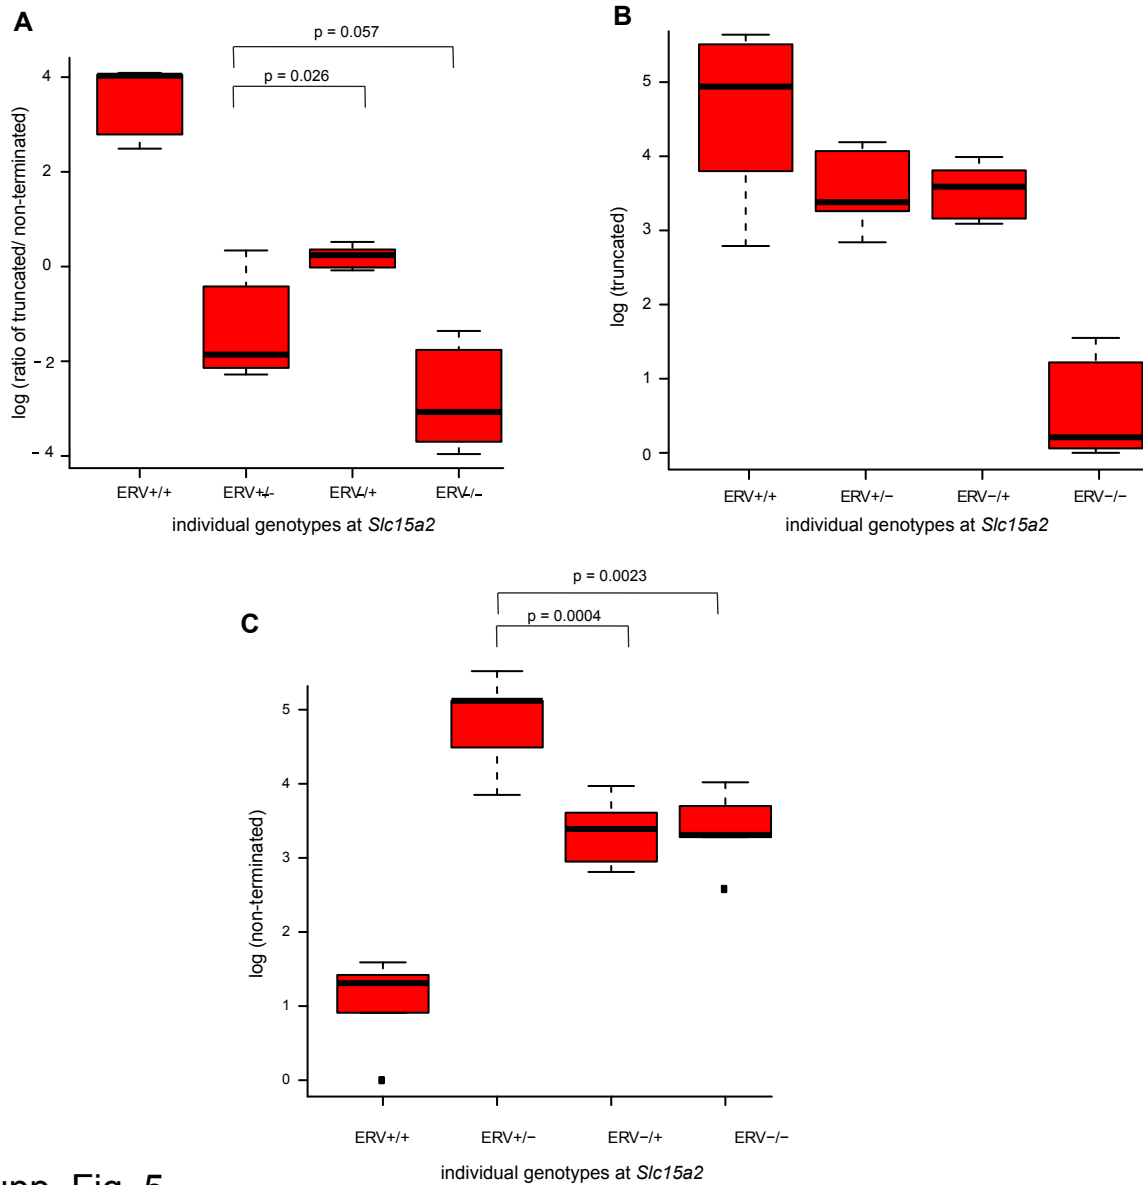 A
p = 0.057
p = 0.026
log (ratio of truncated/ non-terminated)
4
2
0
-2
-4
ERV+/+ ERV+/- ERV-/+ ERV-/-
individual genotypes at Slc15a2
B
log (truncated)
5
4
3
2
1
0
ERV+/+ ERV+/− ERV−/+ ERV−/−
individual genotypes at Slc15a2
p = 0.0023
p = 0.0004
C
log (non-terminated)
5
4
3
2
1
0
ERV+/+ ERV+/− ERV−/+ ERV−/−
individual genotypes at Slc15a2
upp. Fig. 5